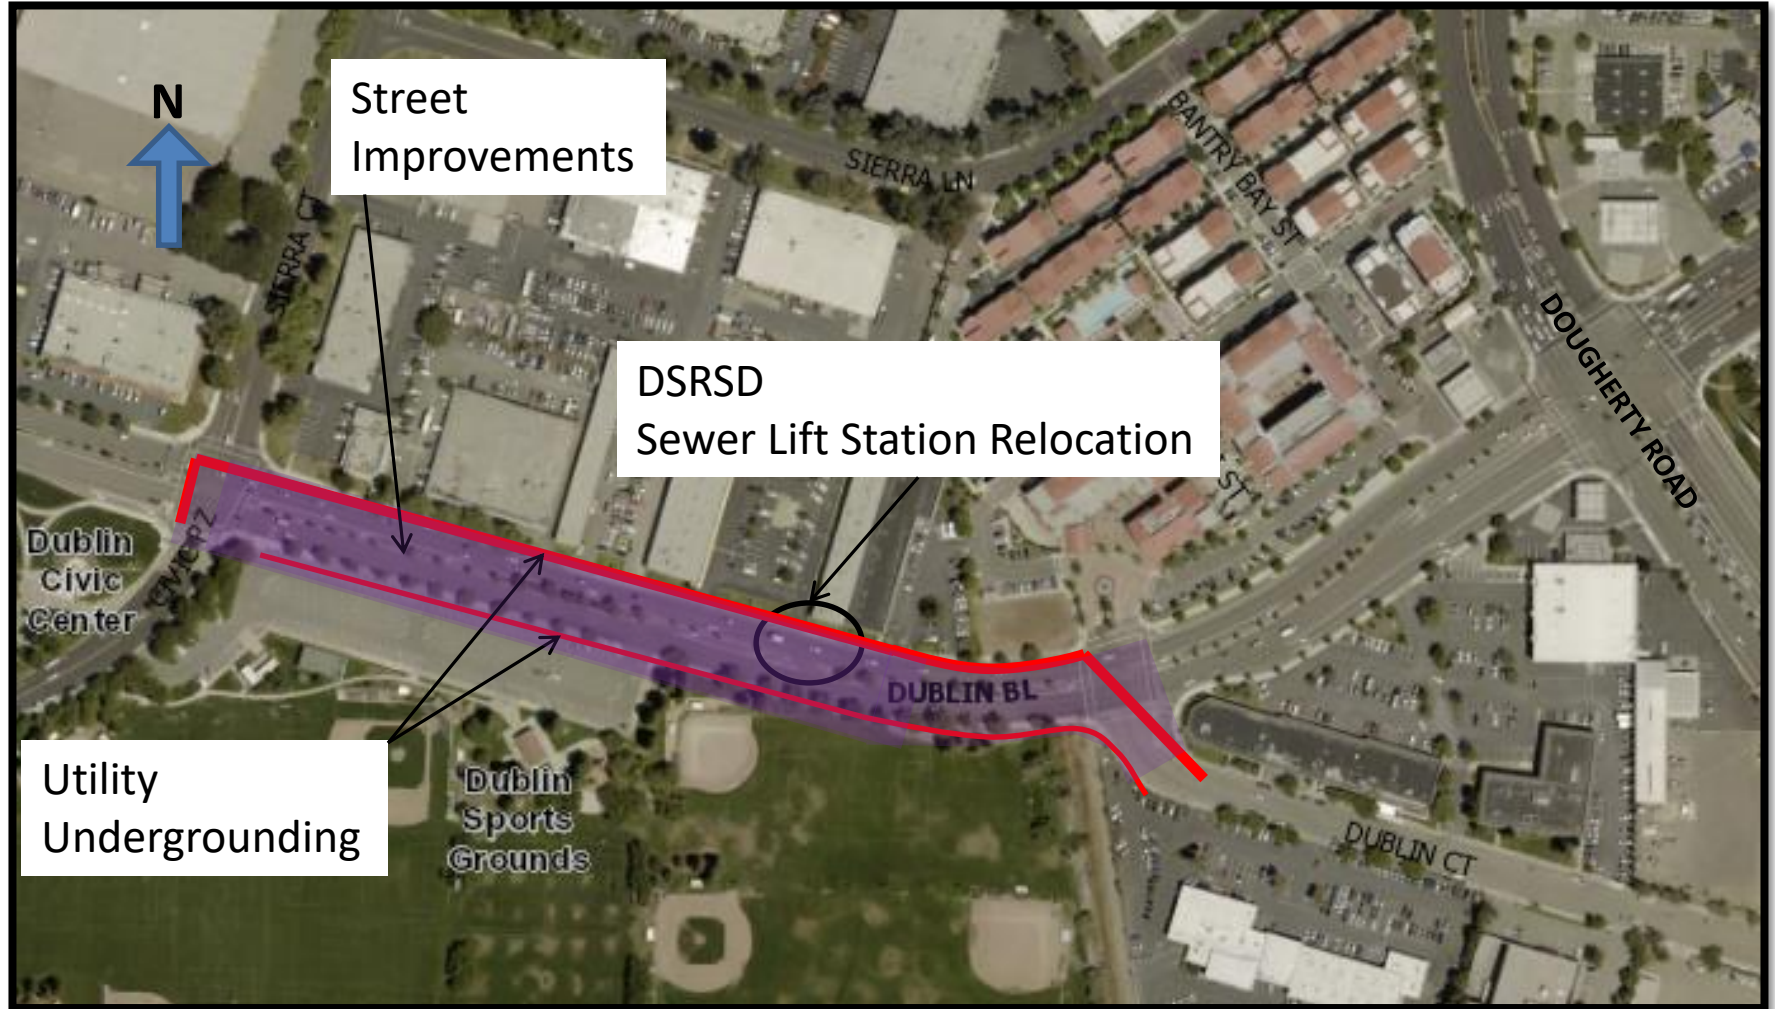 N
Street
Improvements
SIERRA LN
BANTRY BAY ST
SIERRA CT
DOUGHERTY ROAD
DSRSD
Sewer Lift Station Relocation
ST
Dublin
Civic
Center
CIVIC PZ
DUBLIN BL
Utility
Undergrounding
Dublin
Sports
Grounds
DUBLIN CT